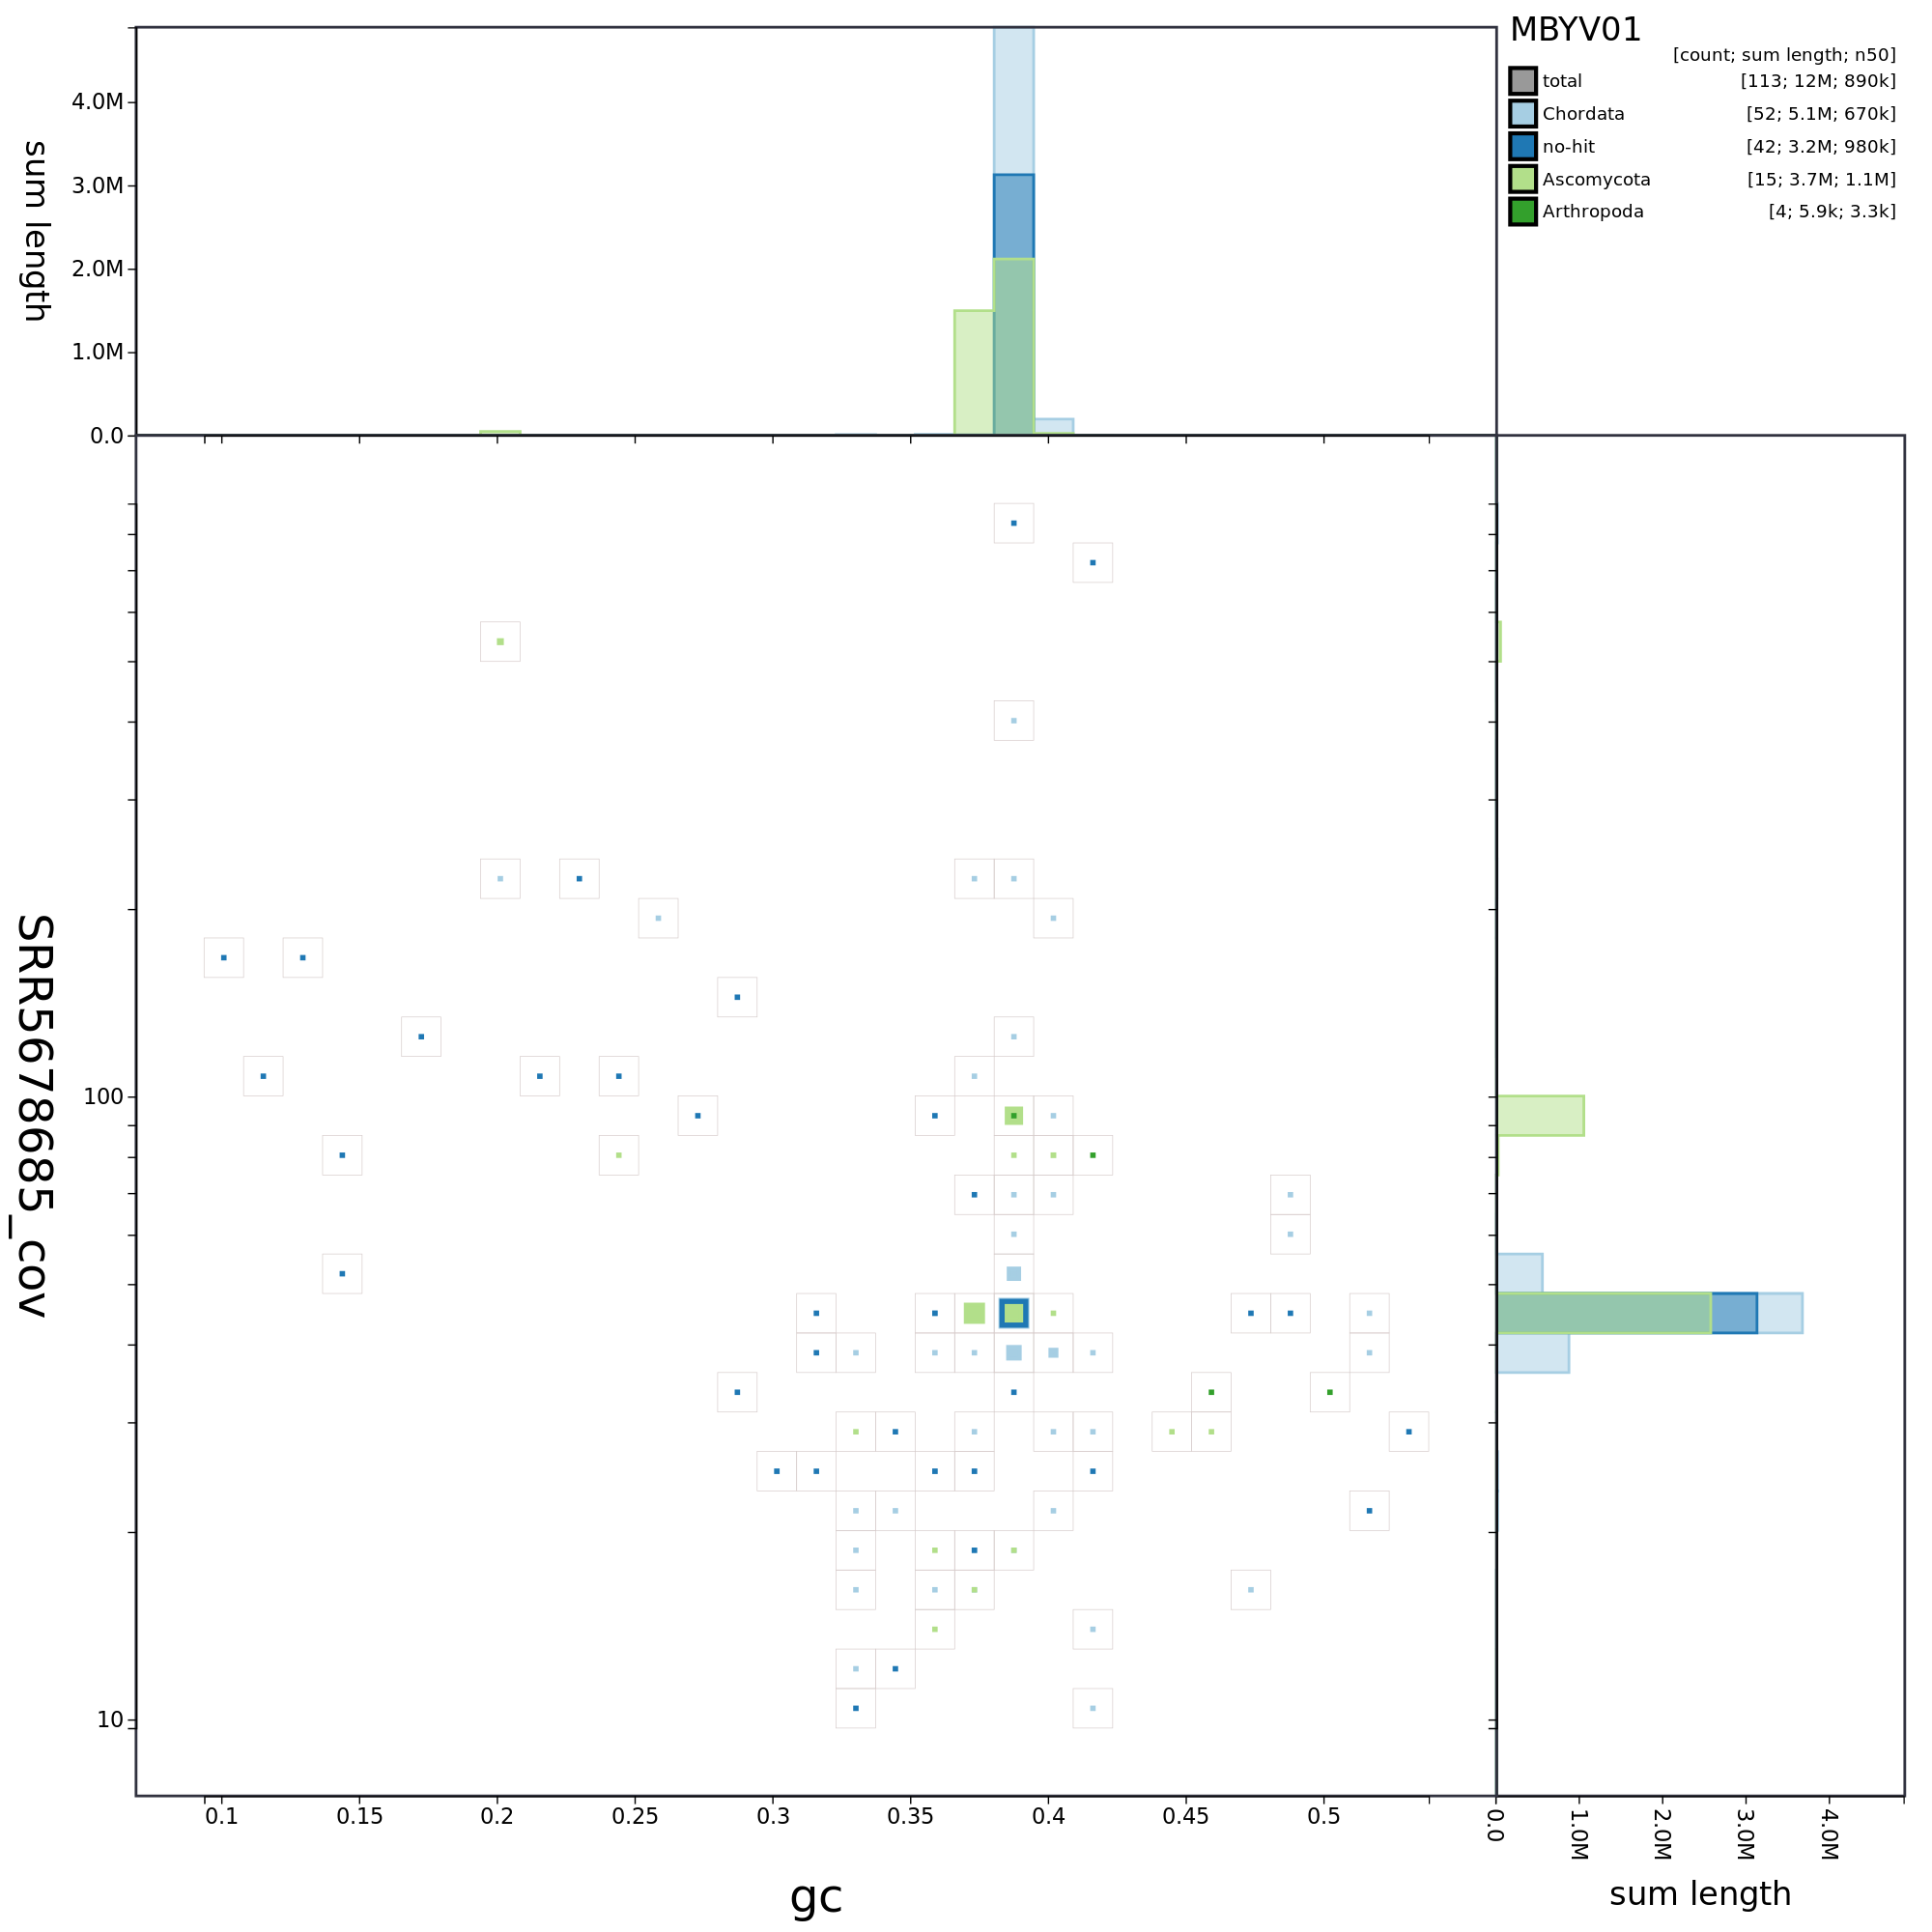 MBYV01
[count; sum length; n50]
total [113; 12M; 890k]
Chordata [52; 5.1M; 670k]
no-hit [42; 3.2M; 980k]
Ascomycota [15; 3.7M; 1.1M]
Arthropoda [4; 5.9k; 3.3k]
sum length
4.0M
3.0M
2.0M
1.0M
0.0
SRR5678685_cov
100
10
0.1 0.15 0.2 0.25 0.3 0.35 0.4 0.45 0.5
gc
0.0 1.0M 2.0M 3.0M 4.0M
sum length